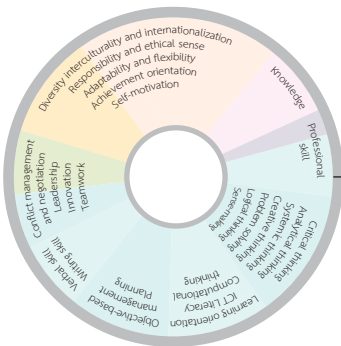 Diversity interculturality and internationalization
Responsibility and ethical sense
Adaptability and flexibility
Achievement orientation
Self-motivation
Knowledge
Professional
skill
Critical thinking
Analytical thinking
Systemic thinking
Creative thinking
Problem solving
Logical thinking
Sense-making
Learning orientation
ICT Literacy
Computational
thinking
Objective-based
management
Planning
Verbal skill
Writing skill
Conflict management
and negotiation
Leadership
Innovation
Teamwork